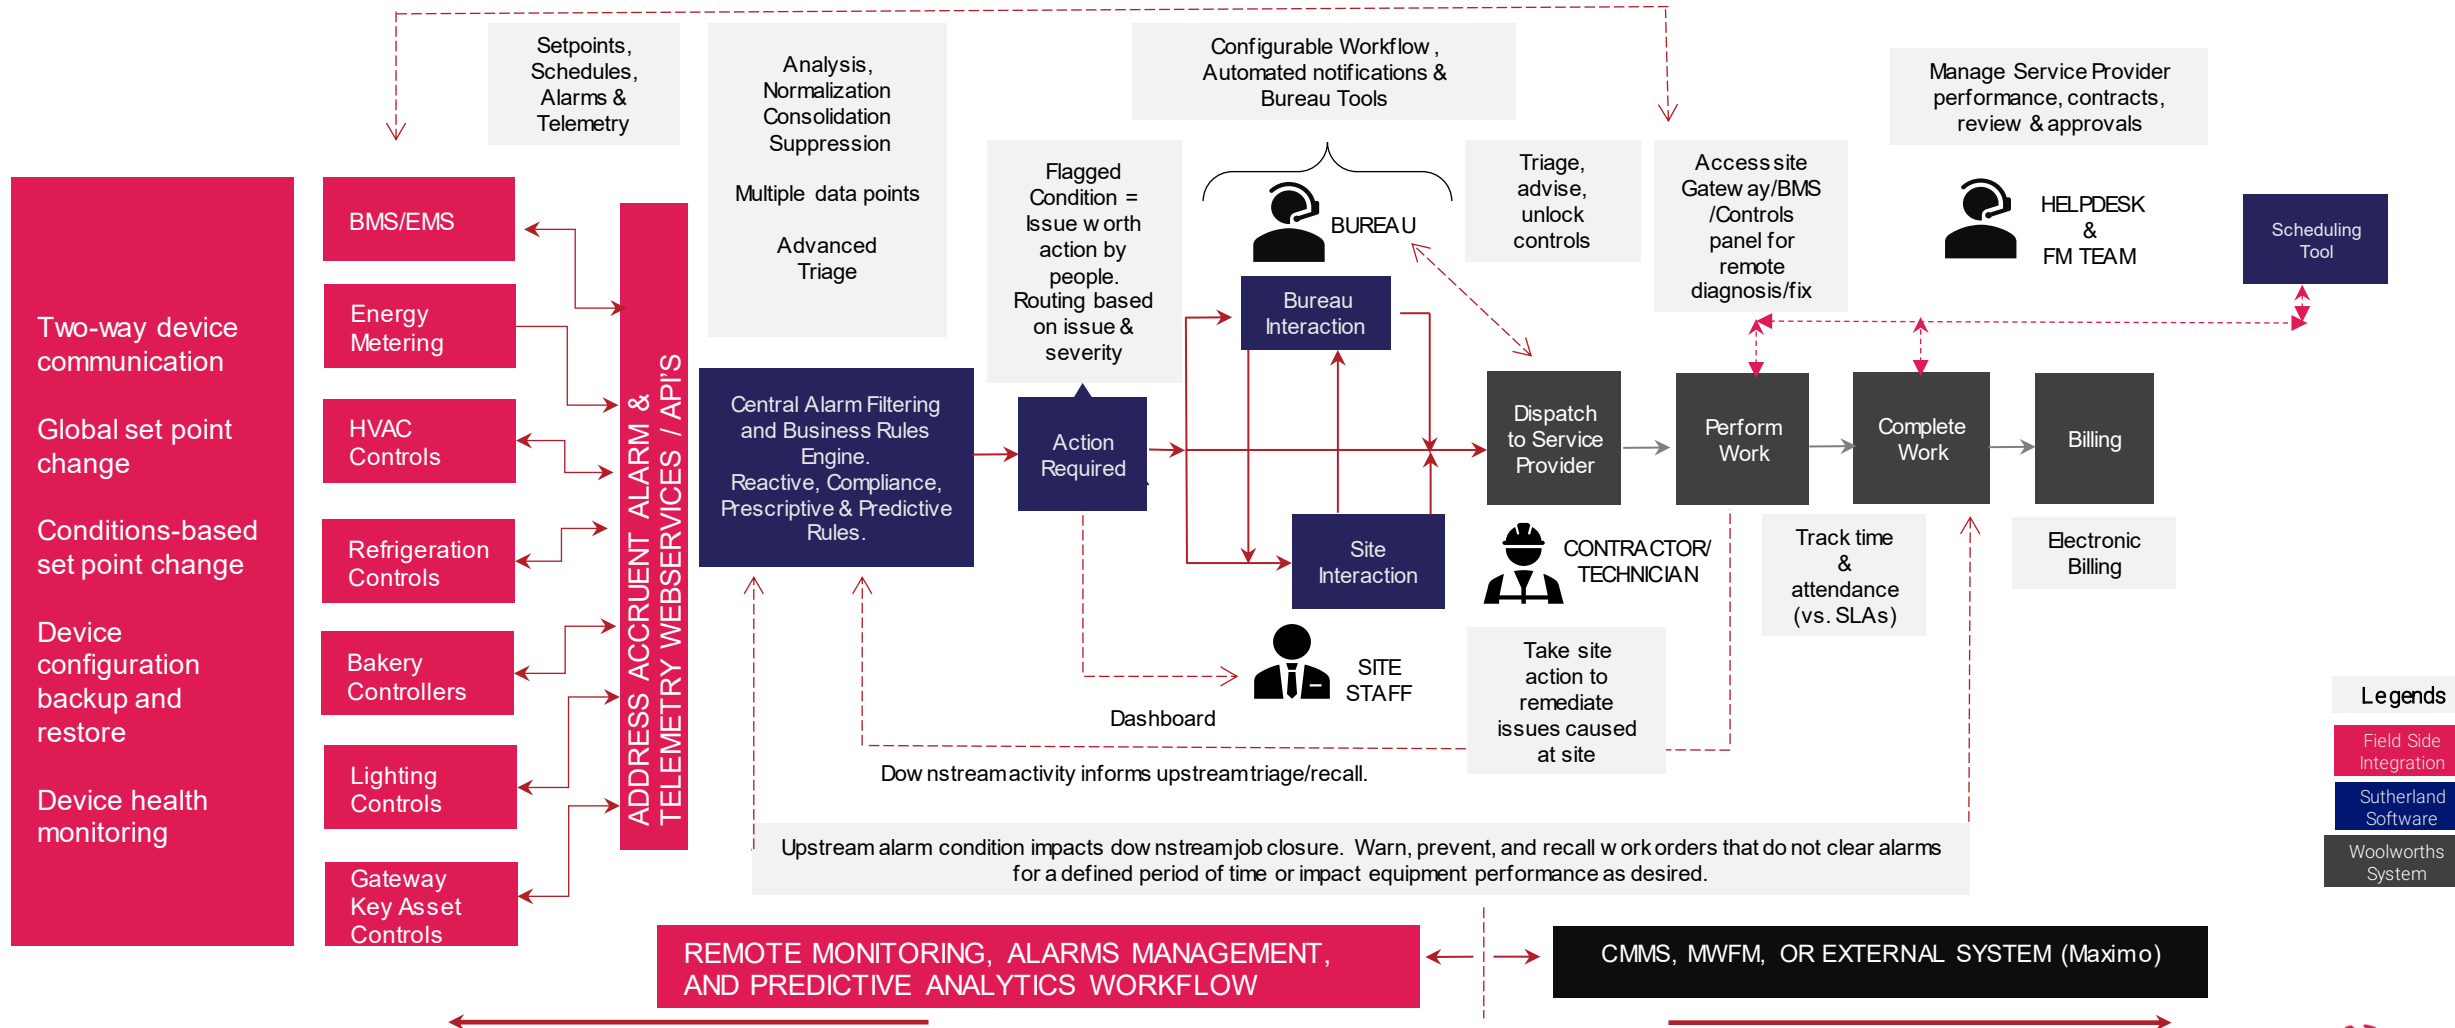 Setpoints,
Schedules,
Alarms &
Telemetry
Analysis,
Normalization
Consolidation
Suppression
Multiple data points
Advanced
Triage
Configurable Workflow,
Automated notifications &
Bureau Tools
Manage Service Provider
performance, contracts,
review & approvals
Flagged
Condition =
Issue worth
action by
people.
Routing based
on issue &
severity
Triage,
advise,
unlock
controls
Access site
Gateway/BMS
/Controls
panel for
remote
diagnosis/fix
BUREAU
HELPDESK
&
FM TEAM
Scheduling
Tool
Two-way device
communication
Global set point
change
Conditions-based
set point change
Device
configuration
backup and
restore
Device health
monitoring
BMS/EMS
Energy
Metering
HVAC
Controls
Refrigeration
Controls
Bakery
Controllers
Lighting
Controls
Gateway
Key Asset
Controls
ADDRESS ACCRUENT ALARM &
TELEMETRY WEBSERVICES / API'S
Central Alarm Filtering
and Business Rules
Engine.
Reactive, Compliance,
Prescriptive & Predictive
Rules.
Action
Required
Bureau
Interaction
Site
Interaction
Dispatch
to Service
Provider
Perform
Work
Complete
Work
Billing
CONTRACTOR/
TECHNICIAN
Track time
&
attendance
(vs. SLAs)
Electronic
Billing
SITE
STAFF
Dashboard
Take site
action to
remediate
issues caused
at site
Downstream activity informs upstream triage/recall.
Upstream alarm condition impacts downstream job closure. Warn, prevent, and recall work orders that do not clear alarms
for a defined period of time or impact equipment performance as desired.
Legends
Field Side
Integration
Sutherland
Software
Woolworths
System
REMOTE MONITORING, ALARMS MANAGEMENT,
AND PREDICTIVE ANALYTICS WORKFLOW
CMMS, MWFM, OR EXTERNAL SYSTEM (Maximo)